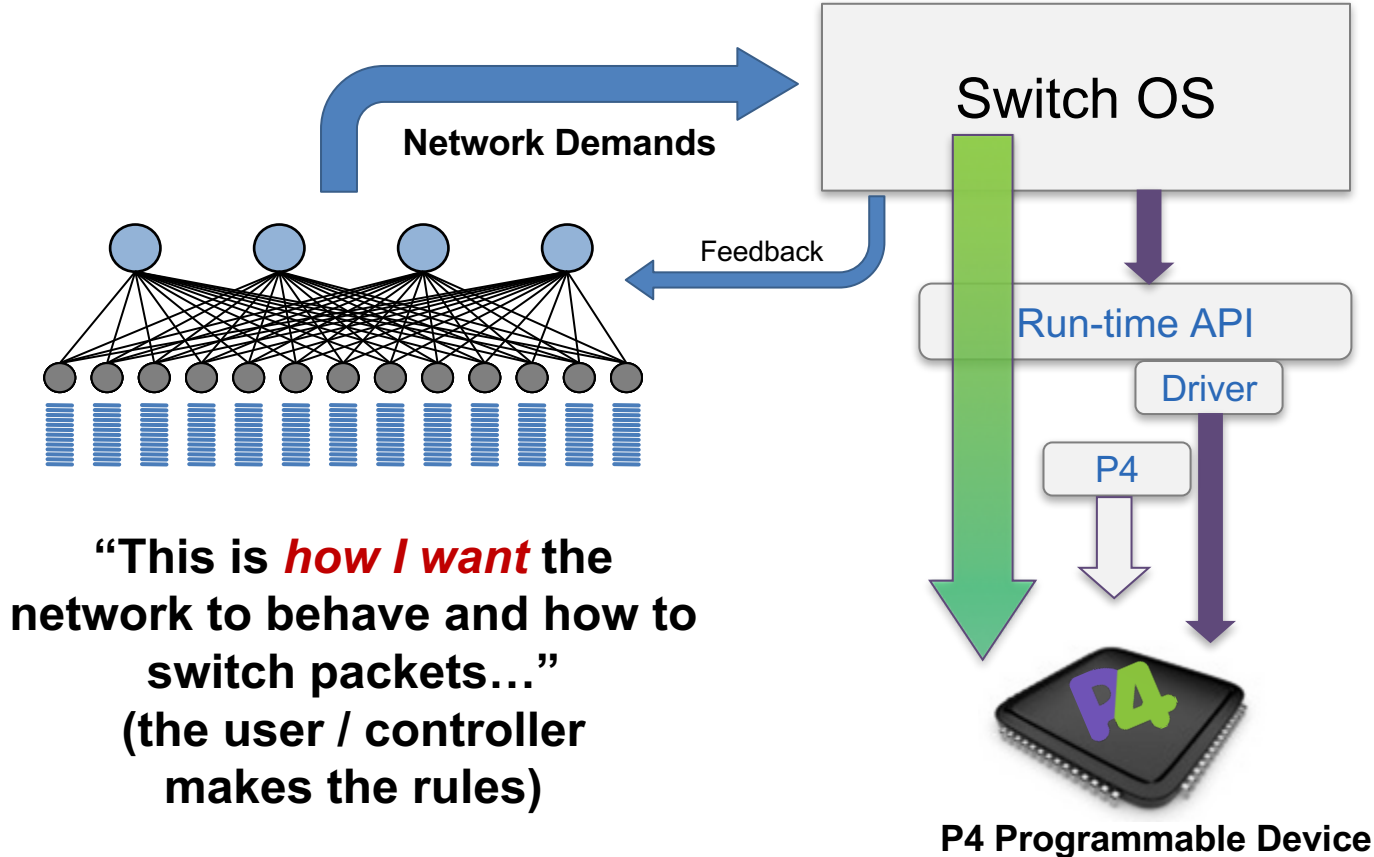 Switch OS
Network Demands
Feedback
Run-time API
Driver
P4
“This is how I want the
network to behave and how to
switch packets…”
(the user / controller
makes the rules)
P4
P4 Programmable Device